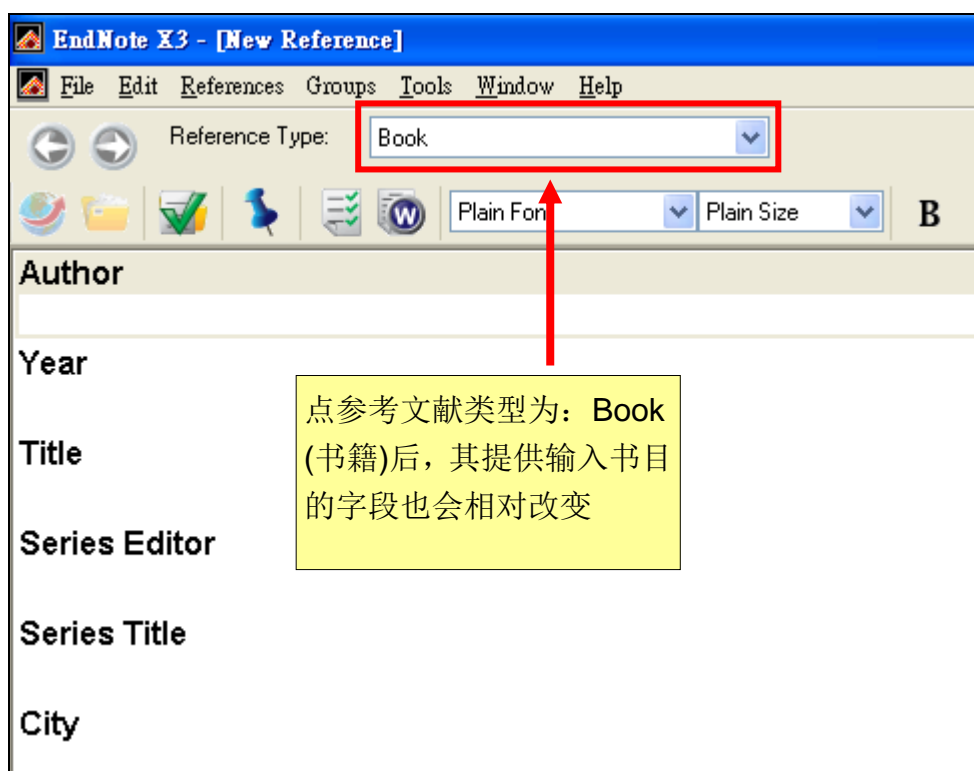 EndNote X3 - [New Reference]
File Edit References Groups Tools Window Help
Reference Type: Book
Plain Fon Plain Size B
Author
Year
点参考文献类型为：Book
(书籍)后，其提供输入书目
的字段也会相对改变
Title
Series Editor
Series Title
City